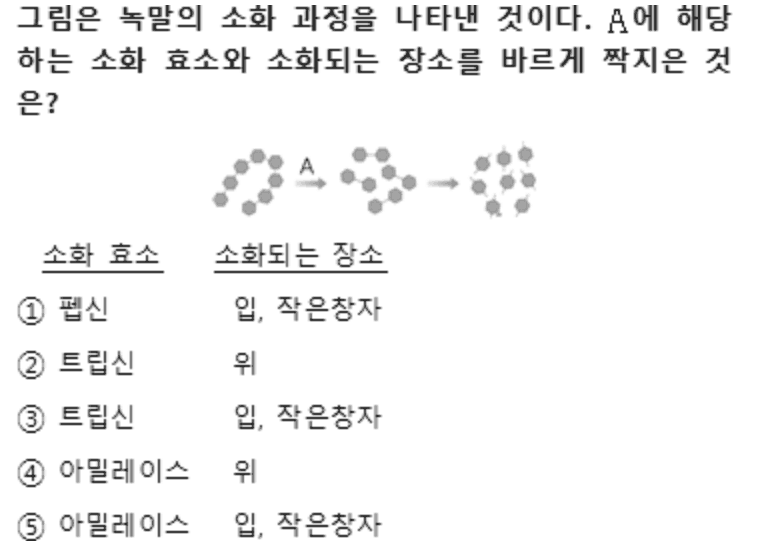 그림은 녹말의 소화 과정을 나타낸 것이다. A에 해당
하는 소화 효소와 소화되는 장소를 바르게 짝지은 것
은?
A
소화 효소 소화되는 장소
① 펩신 입, 작은창자
② 트립신 위
③ 트립신 입, 작은창자
④ 아밀레이스 위
⑤ 아밀레이스 입, 작은창자